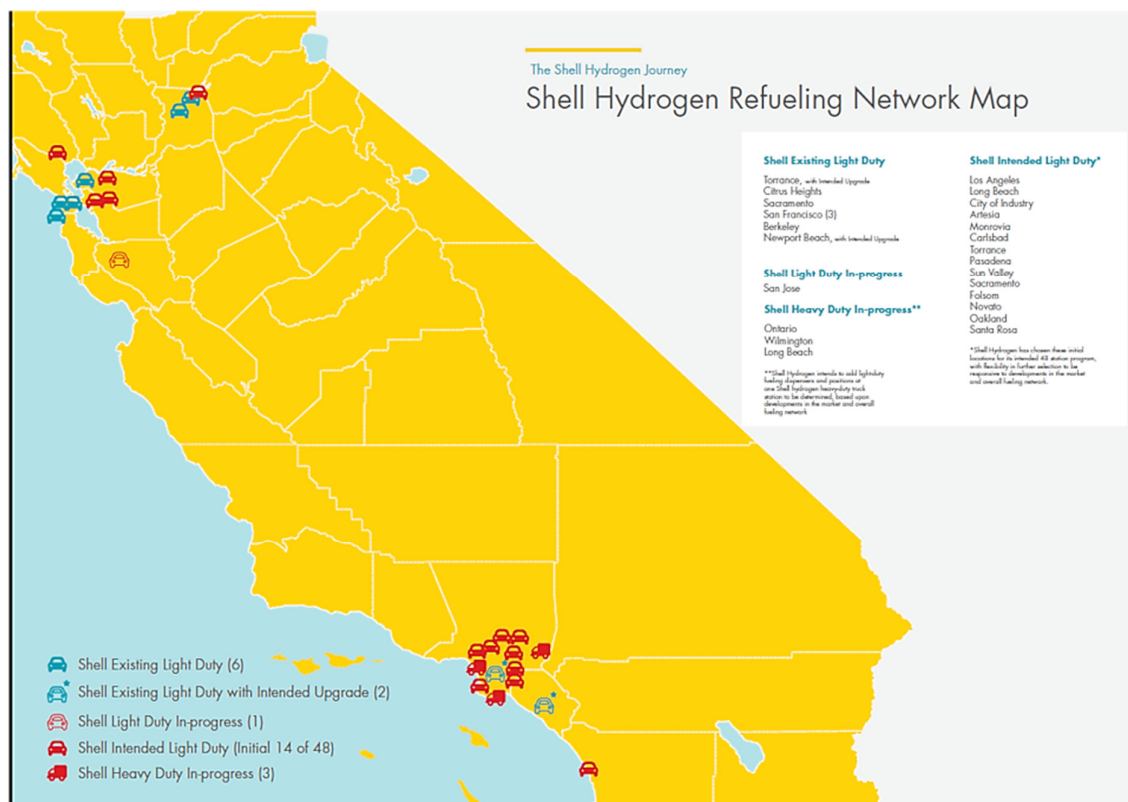 The Shell Hydrogen Journey
Shell Hydrogen Refueling Network Map
Shell Existing Light Duty
Torrance, with Intended Upgrade
Citrus Heights
Sacramento
San Francisco (3)
Berkeley
Newport Beach, with Intended Upgrade
Shell Light Duty In-progress
San Jose
Shell Heavy Duty In-progress**
Ontario
Wilmington
Long Beach
**Shell Hydrogen intends to add light-duty
fueling dispensers and positions at
one Shell hydrogen heavy-duty truck
station to be determined, based upon
developments in the market and overall
fueling network
Shell Intended Light Duty*
Los Angeles
Long Beach
City of Industry
Artesia
Monrovia
Carlsbad
Torrance
Pasadena
Sun Valley
Sacramento
Folsom
Novato
Oakland
Santa Rosa
*Shell Hydrogen has chosen these initial
locations for its intended 48 station program,
with flexibility in further selection to be
responsive to developments in the market
and overall fueling network.
Shell Existing Light Duty (6)
Shell Existing Light Duty with Intended Upgrade (2)
Shell Light Duty In-progress (1)
Shell Intended Light Duty (Initial 14 of 48)
Shell Heavy Duty In-progress (3)